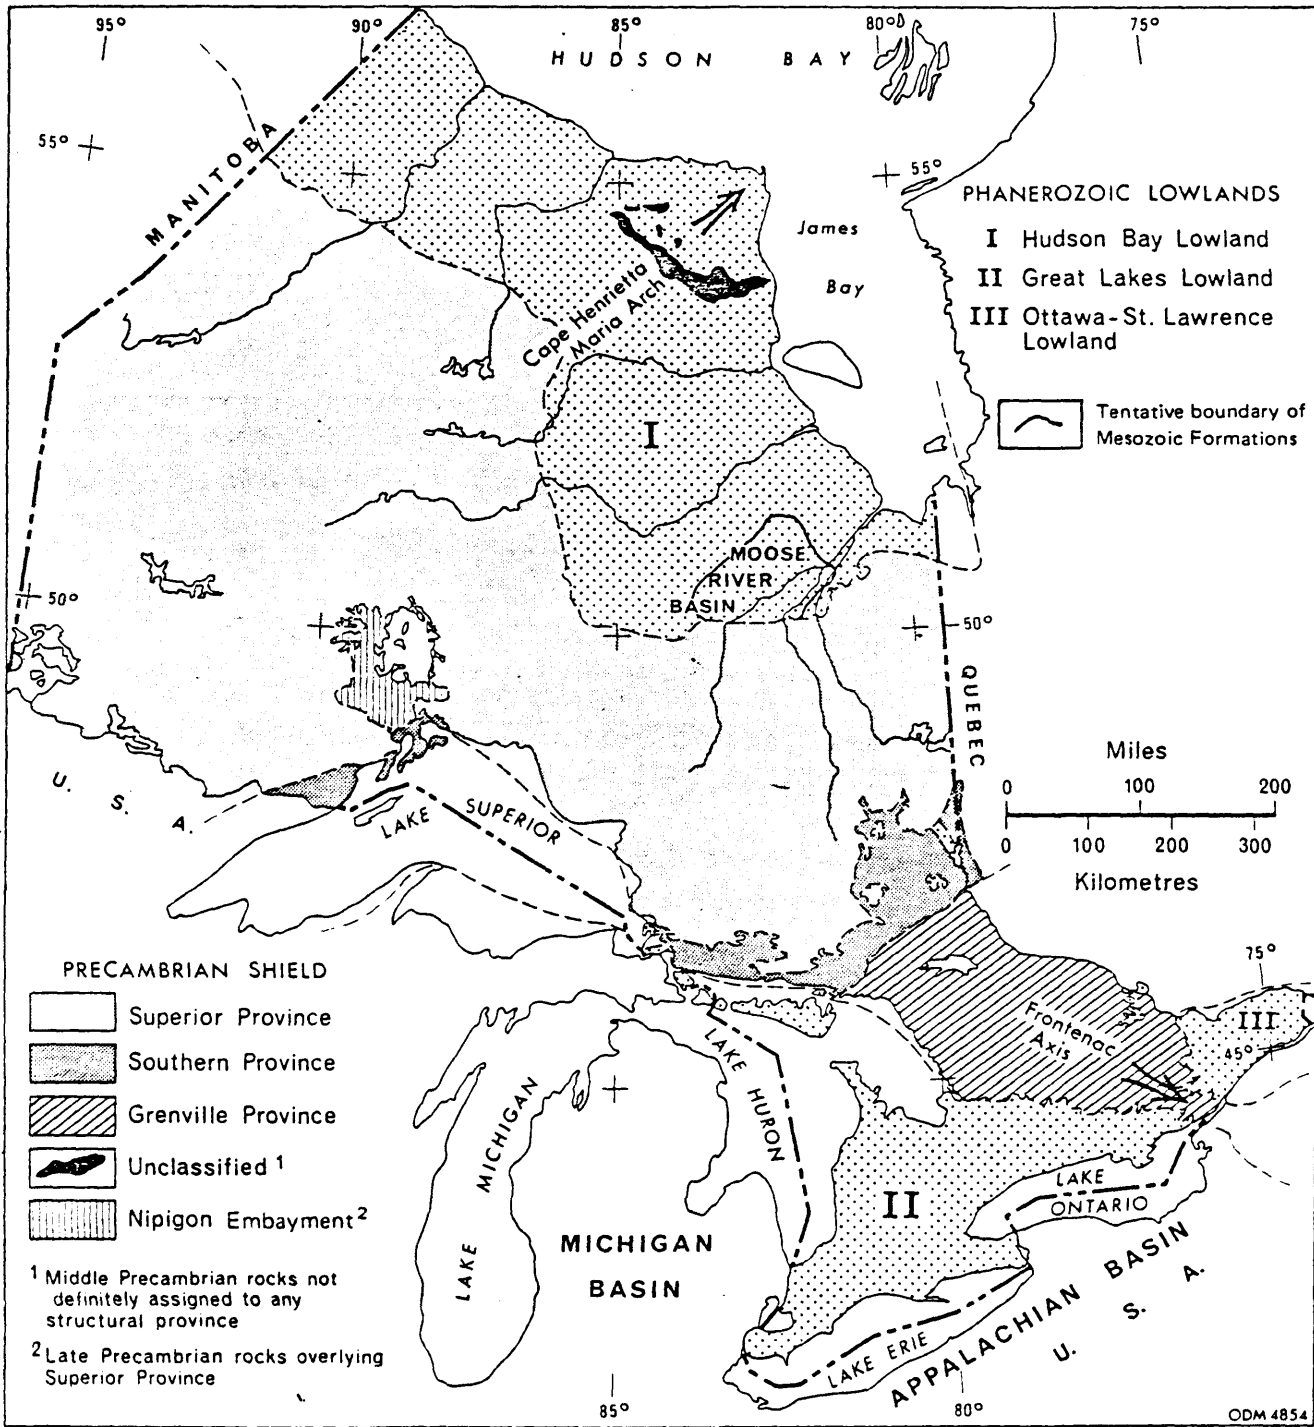 95°
90°
85°
80°
75°
HUDSON BAY
55°
55°
MANITOBA
PHANEROZOIC LOWLANDS
I Hudson Bay Lowland
II Great Lakes Lowland
III Ottawa-St. Lawrence
Lowland
James
Bay
Cape Henrietta
Maria Arch
Tentative boundary of
Mesozoic Formations
I
MOOSE
RIVER
BASIN
50°
50°
QUEBEC
Miles
0 100 200
0 100 200 300
Kilometres
U. S. A.
LAKE SUPERIOR
PRECAMBRIAN SHIELD
Superior Province
Southern Province
Grenville Province
Unclassified 1
Nipigon Embayment 2
1 Middle Precambrian rocks not
definitely assigned to any
structural province
2 Late Precambrian rocks overlying
Superior Province
75°
III
45°
Frontenac
Axis
LAKE HURON
LAKE MICHIGAN
MICHIGAN
BASIN
II
LAKE
ONTARIO
LAKE ERIE
APPALACHIAN BASIN
U. S. A.
85°
80°